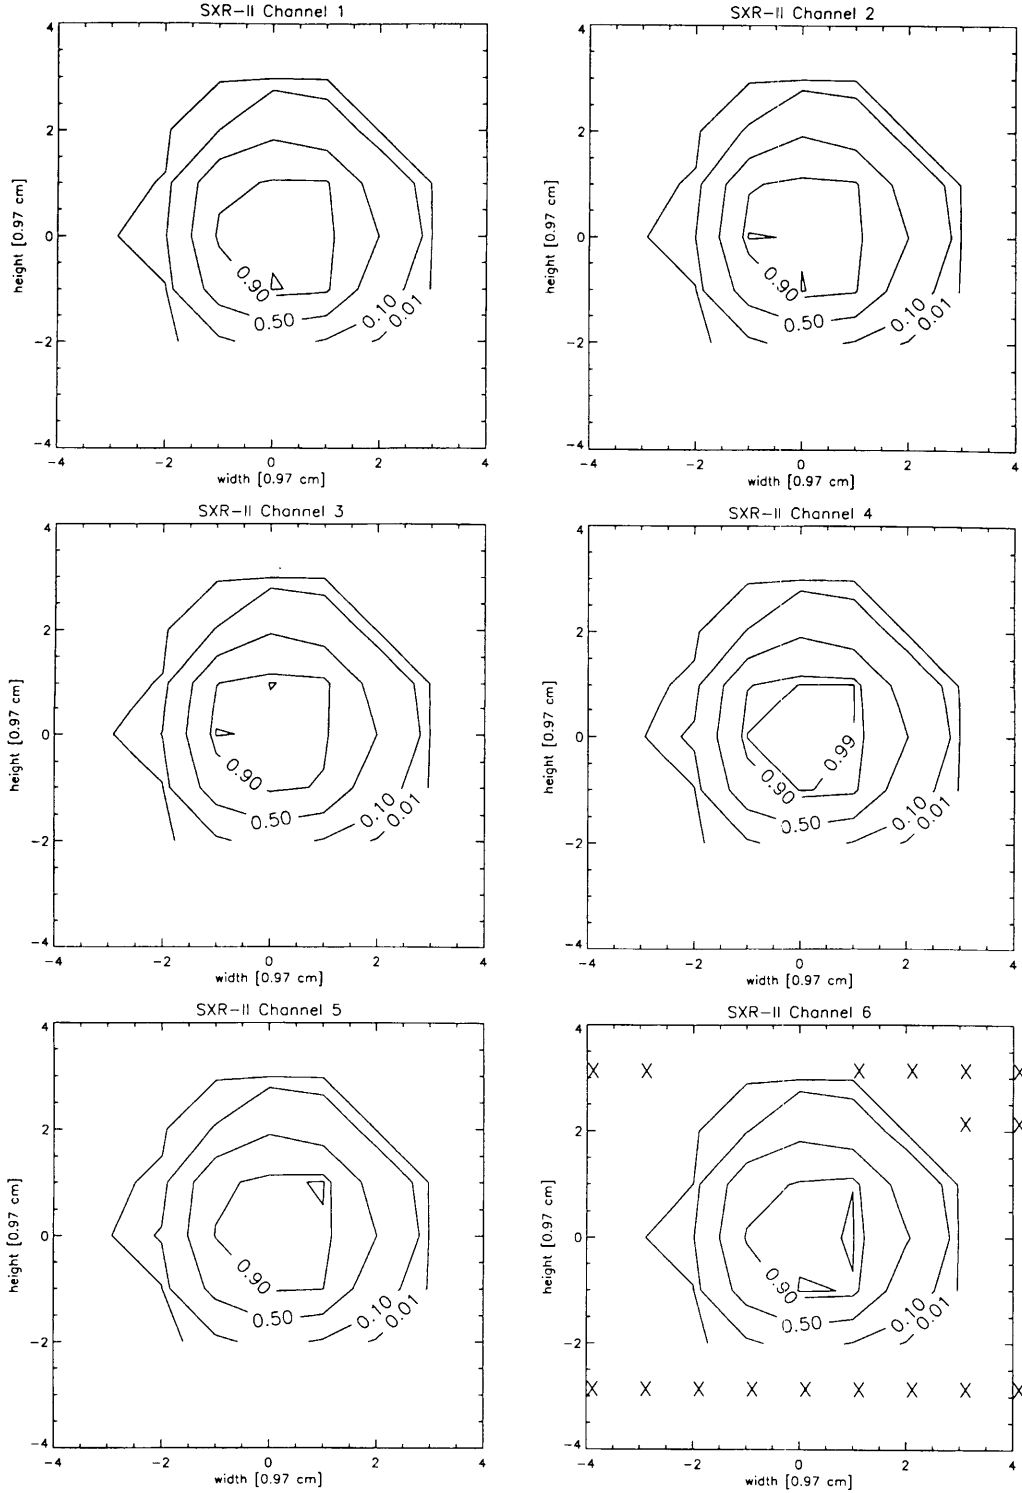 SXR-II Channel 1
4
2
0
-2
-4
height [0.97 cm]
0.90
0.50
0.10
0.01
-4 -2 0 2 4
width [0.97 cm]
SXR-II Channel 2
4
2
0
-2
-4
height [0.97 cm]
0.90
0.50
0.10
0.01
-4 -2 0 2 4
width [0.97 cm]
SXR-II Channel 3
4
2
0
-2
-4
height [0.97 cm]
0.90
0.50
0.10
0.01
-4 -2 0 2 4
width [0.97 cm]
SXR-II Channel 4
4
2
0
-2
-4
height [0.97 cm]
0.99
0.90
0.50
0.10
0.01
-4 -2 0 2 4
width [0.97 cm]
SXR-II Channel 5
4
2
0
-2
-4
height [0.97 cm]
0.90
0.50
0.10
0.01
-4 -2 0 2 4
width [0.97 cm]
SXR-II Channel 6
4
X X X X X X
X X
2
0
-2
-4
height [0.97 cm]
0.90
0.50
0.10
0.01
X X X X X X X X X
-4 -2 0 2 4
width [0.97 cm]